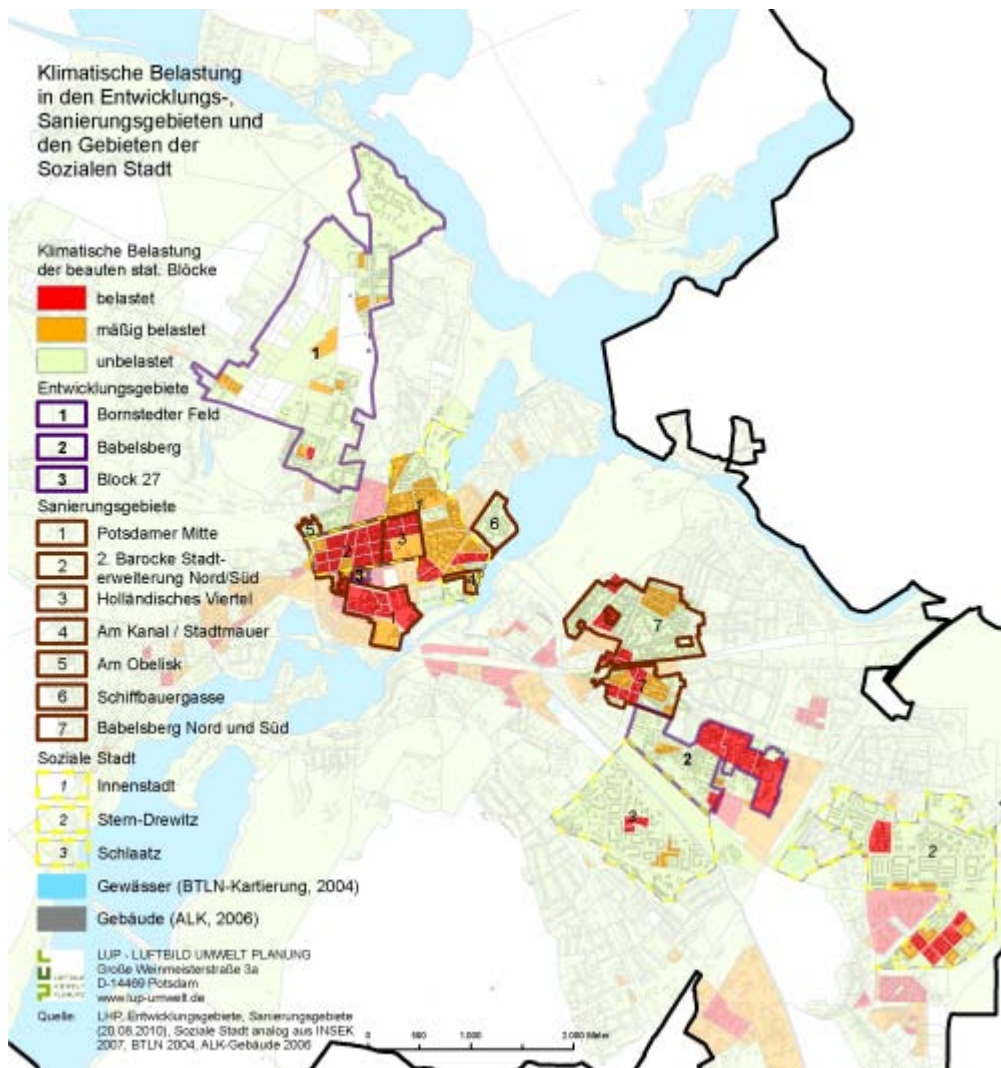 Klimatische Belastung
in den Entwicklungs-,
Sanierungsgebieten und
den Gebieten der
Sozialen Stadt
Klimatische Belastung
der beauten stat. Blöcke
belastet
mäßig belastet
unbelastet
Entwicklungsgebiete
1 Bornstedter Feld
2 Babelsberg
3 Block 27
Sanierungsgebiete
1 Potsdamer Mitte
2 2. Barocke Stadt-
erweiterung Nord/Süd
3 Holländisches Viertel
4 Am Kanal / Stadtmauer
5 Am Obelisk
6 Schiffbauergasse
7 Babelsberg Nord und Süd
Soziale Stadt
1 Innenstadt
2 Stern-Drewitz
3 Schlaatz
Gewässer (BTLN-Kartierung, 2004)
Gebäude (ALK, 2006)
LUP - LUFTBILD UMWELT PLANUNG
Große Weinmeisterstraße 3a
D-14469 Potsdam
www.lup-umwelt.de
LUFTBILD
UMWELT
PLANUNG
Quelle: LHP, Entwicklungsgebiete, Sanierungsgebiete
(20.08.2010), Soziale Stadt analog aus INSEK
2007, BTLN 2004, ALK-Gebäude 2006
0 500 1.000 2.000 Meter
1
5
2
3
3
6
4
7
2
3
2